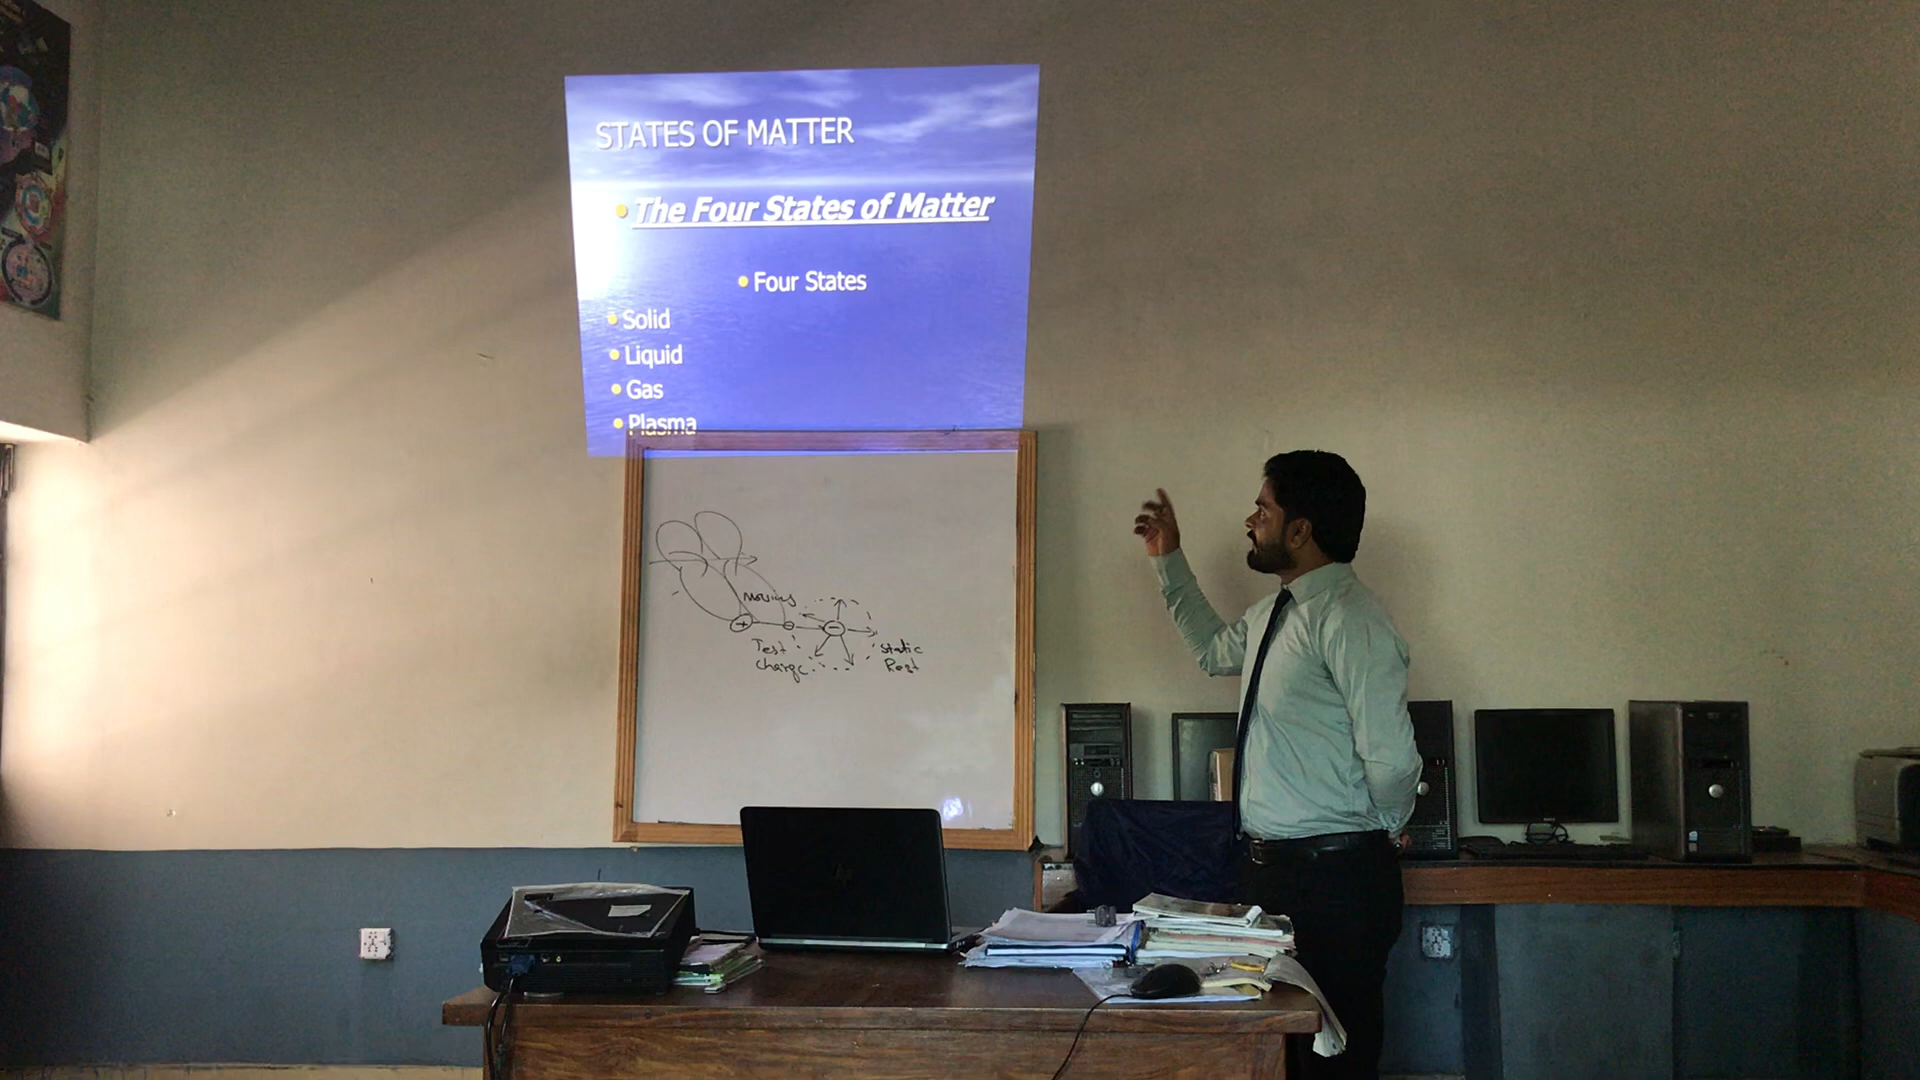 STATES OF MATTER
• The Four States of Matter
• Four States
• Solid
• Liquid
• Gas
• Plasma
Moving
+
−
Test
Charge
Static
Rest
hp